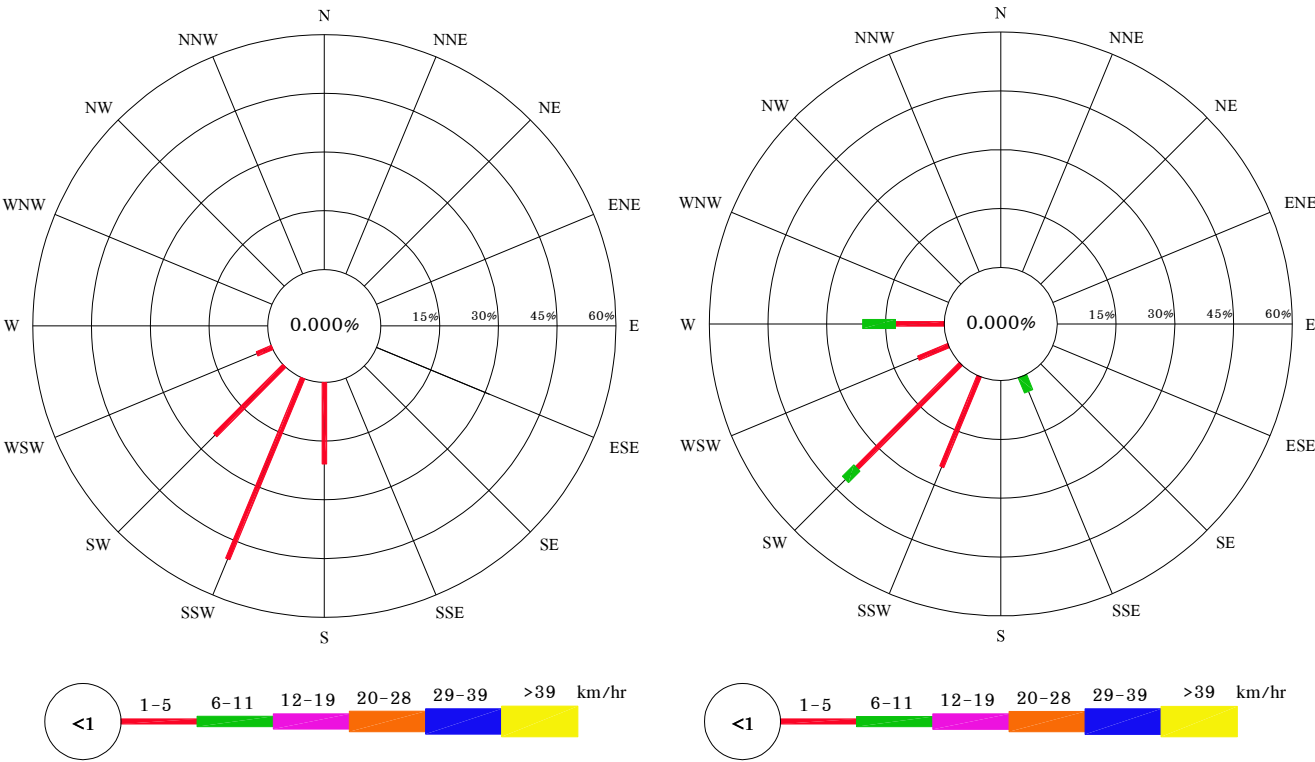 N
NNW
NNE
NW
NE
WNW
ENE
W
0.000%
15%
30%
45%
60%
E
WSW
ESE
SW
SE
SSW
SSE
S
<1
1-5
6-11
12-19
20-28
29-39
>39
km/hr
N
NNW
NNE
NW
NE
WNW
ENE
W
0.000%
15%
30%
45%
60%
E
WSW
ESE
SW
SE
SSW
SSE
S
<1
1-5
6-11
12-19
20-28
29-39
>39
km/hr